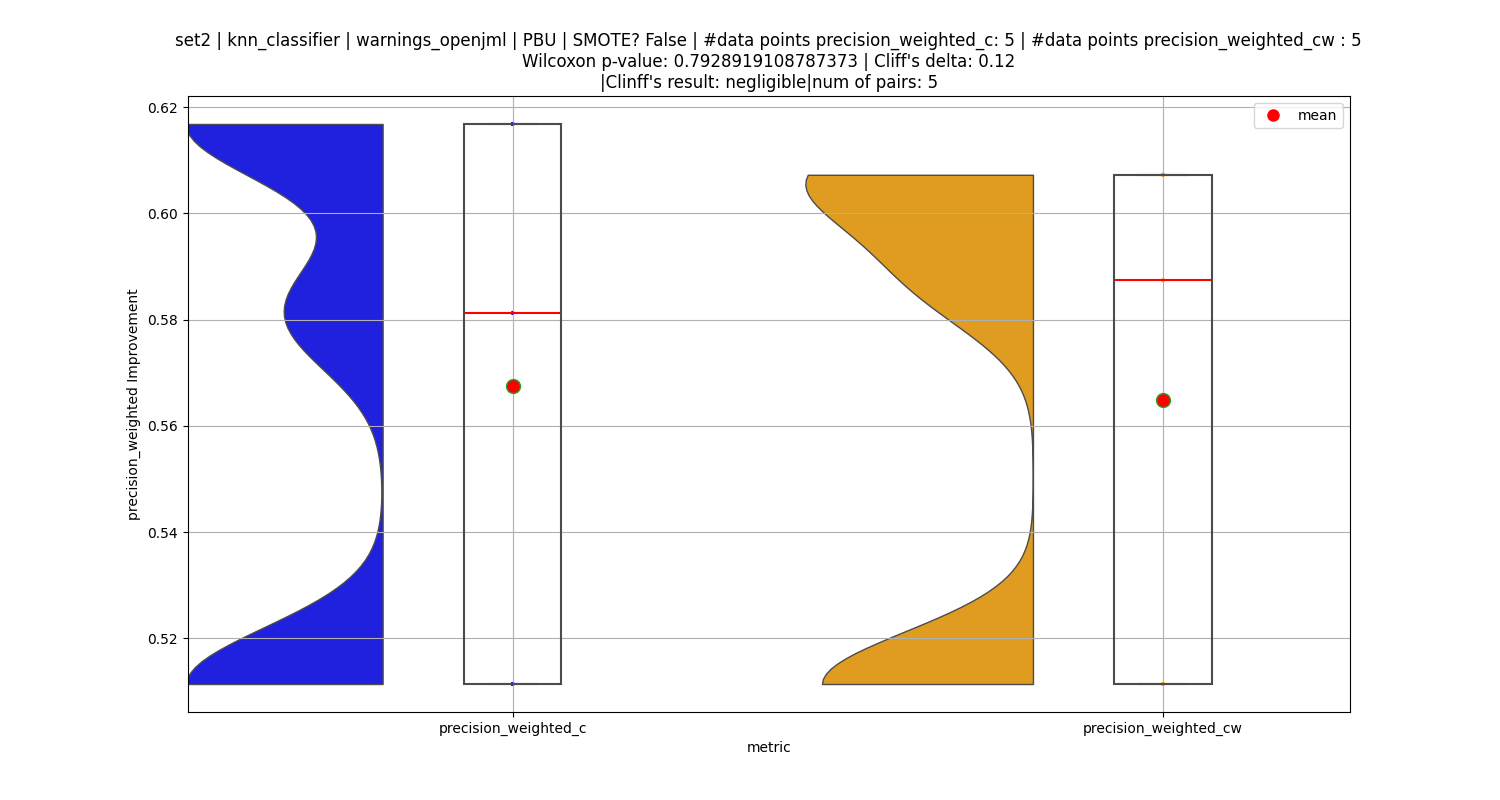 set2 | knn_classifier | warnings_openjml | PBU | SMOTE? False | #data points precision_weighted_c: 5 | #data points precision_weighted_cw : 5
Wilcoxon p-value: 0.7928919108787373 | Cliff's delta: 0.12
|Clinff's result: negligible|num of pairs: 5
mean
precision_weighted Improvement
0.62
0.60
0.58
0.56
0.54
0.52
precision_weighted_c
precision_weighted_cw
metric